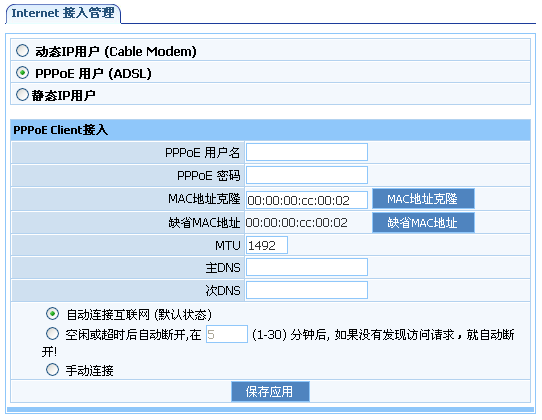 Internet 接入管理
动态IP用户 (Cable Modem)
PPPoE 用户 (ADSL)
静态IP用户
PPPoE Client接入
PPPoE 用户名
PPPoE 密码
MAC地址克隆 00:00:00:cc:00:02 MAC地址克隆
缺省MAC地址 00:00:00:cc:00:02 缺省MAC地址
MTU 1492
主DNS
次DNS
自动连接互联网 (默认状态)
空闲或超时后自动断开,在 5 (1-30) 分钟后, 如果没有发现访问请求，就自动断
开!
手动连接
保存应用